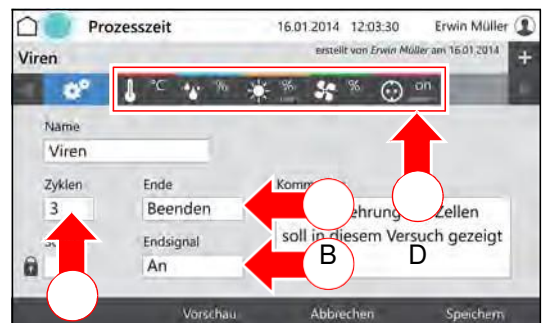 Prozesszeit 16.01.2014 12:03:30 Erwin Müller
Viren erstellt von Erwin Müller am 16.01.2014 +
°C % % % on
Name
Viren
Zyklen Ende
3 Beenden ehrung Zellen
soll in diesem Versuch gezeigt
Endsignal
An
B D
Vorschau Abbrechen Speichern